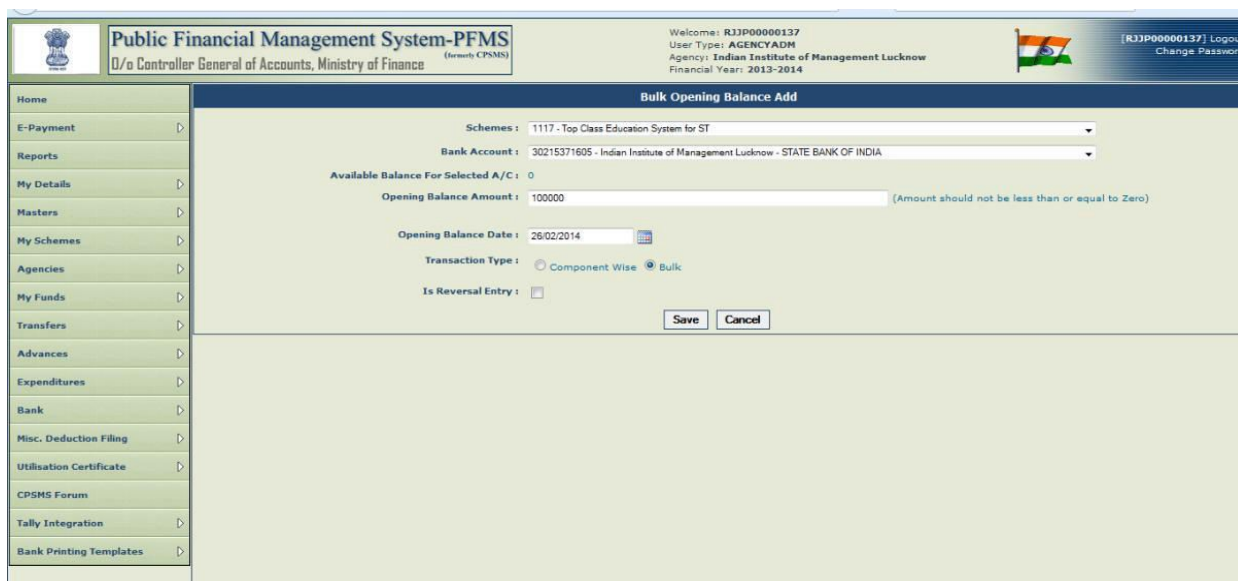 Public Financial Management System-PFMS
(formerly CPSMS)
O/o Controller General of Accounts, Ministry of Finance
Welcome: RJJP00000137
User Type: AGENCYADM
Agency: Indian Institute of Management Lucknow
Financial Year: 2013-2014
[RJJP00000137] Logou
Change Passwor
Home
E-Payment
Reports
My Details
Masters
My Schemes
Agencies
My Funds
Transfers
Advances
Expenditures
Bank
Misc. Deduction Filing
Utilisation Certificate
CPSMS Forum
Tally Integration
Bank Printing Templates
Bulk Opening Balance Add
Schemes : 1117 - Top Class Education System for ST
Bank Account : 30215371605 - Indian Institute of Management Lucknow - STATE BANK OF INDIA
Available Balance For Selected A/C : 0
Opening Balance Amount : 100000 (Amount should not be less than or equal to Zero)
Opening Balance Date : 26/02/2014
Transaction Type : Component Wise Bulk
Is Reversal Entry :
Save Cancel